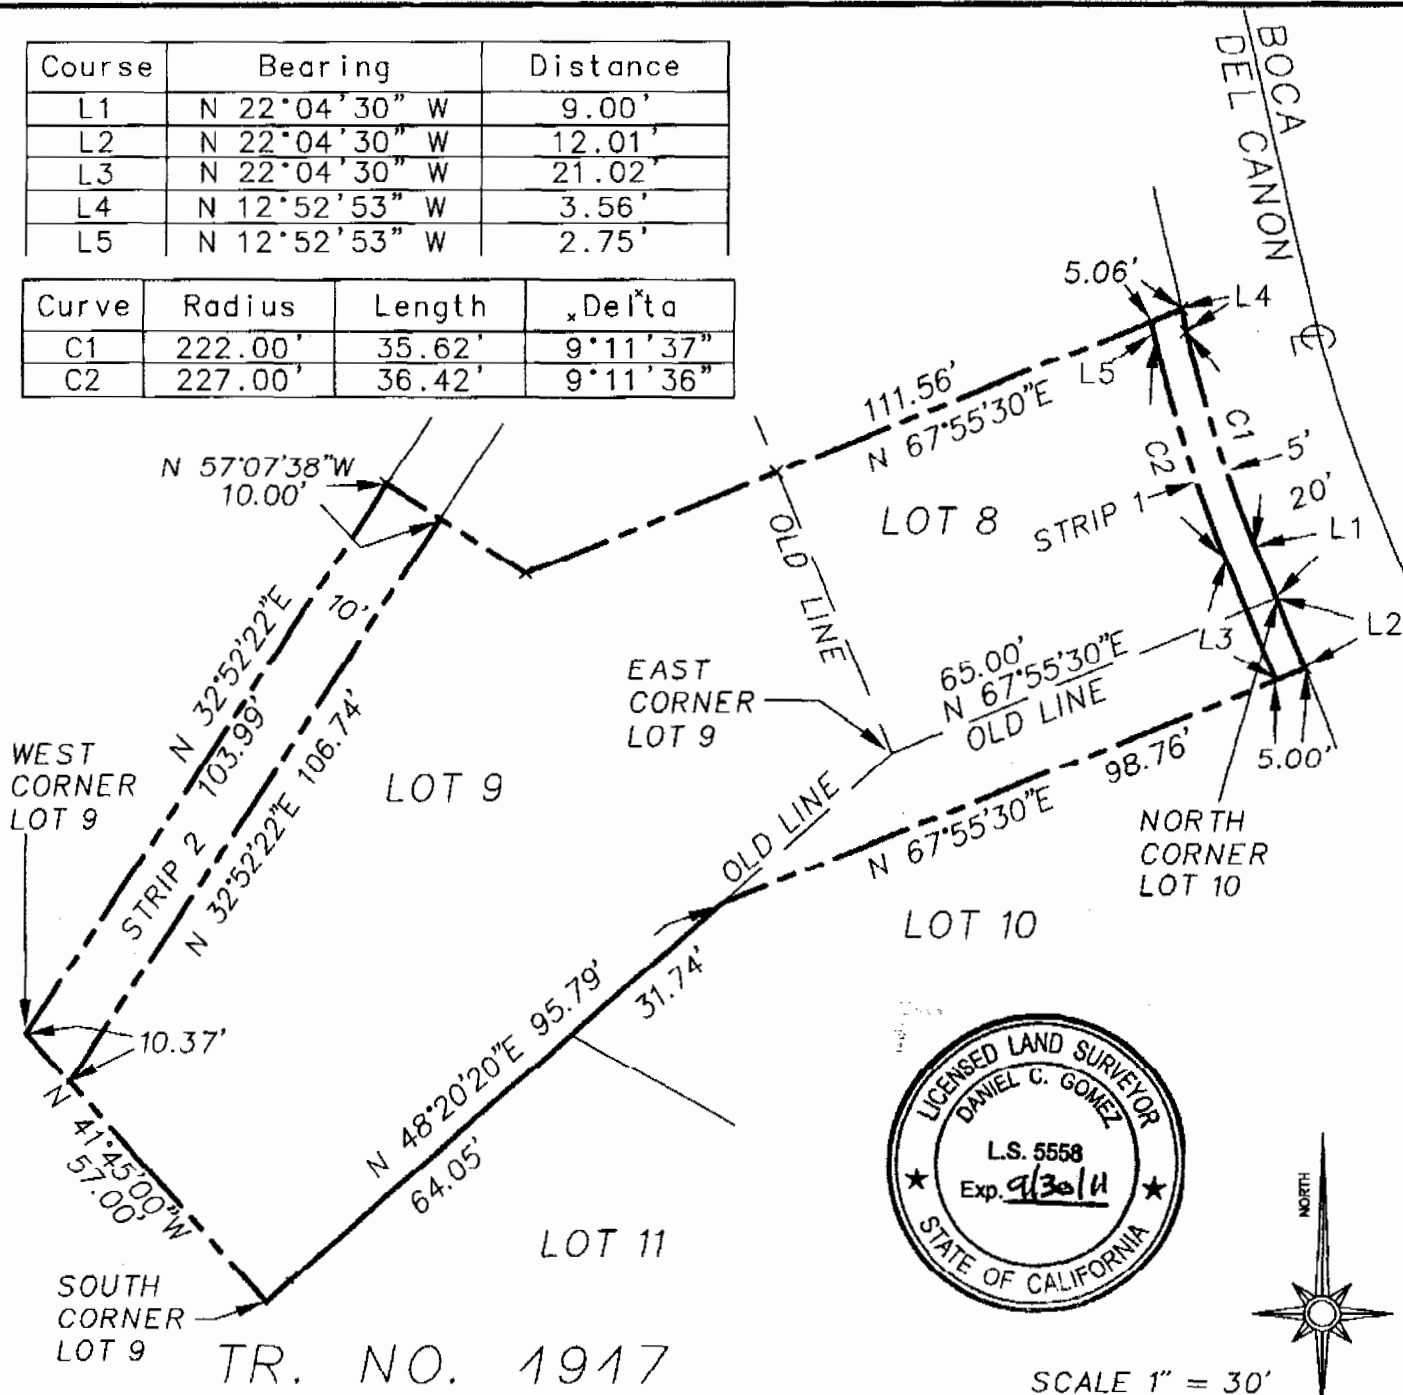 Course Bearing Distance
L1 N 22°04'30" W 9.00'
L2 N 22°04'30" W 12.01'
L3 N 22°04'30" W 21.02'
L4 N 12°52'53" W 3.56'
L5 N 12°52'53" W 2.75'
Curve Radius Length Delta
C1 222.00' 35.62' 9°11'37"
C2 227.00' 36.42' 9°11'36"
BOCA
DEL CANON
℄
5.06'
L4
L5
111.56'
N 67°55'30"E
C1
C2
5'
20'
STRIP 1
L1
L2
L3
LOT 8
N 57°07'38"W
10.00'
OLD LINE
10'
N 32°52'22"E
103.99'
EAST
CORNER
LOT 9
65.00'
N 67°55'30"E
OLD LINE
5.00'
98.76'
N 67°55'30"E
WEST
CORNER
LOT 9
LOT 9
OLD LINE
N 32°52'22"E 106.74'
STRIP 2
NORTH
CORNER
LOT 10
LOT 10
10.37'
N 48°20'20"E 95.79'
31.74'
64.05'
N 41°45'00"W
57.00'
LOT 11
SOUTH
CORNER
LOT 9
TR. NO. 1917
LICENSED LAND SURVEYOR
DANIEL C. GOMEZ
L.S. 5558
Exp. 9/30/11
STATE OF CALIFORNIA
NORTH
SCALE 1" = 30'